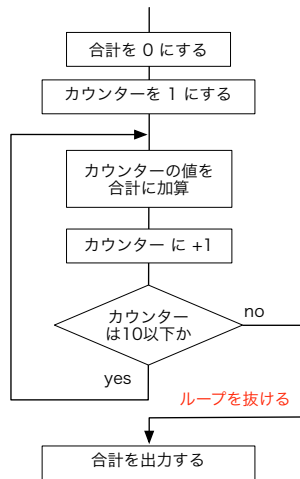 合計を 0 にする
カウンターを 1 にする
カウンターの値を
合計に加算
カウンター に +1
カウンター
は10以下か
no
yes
ループを抜ける
合計を出力する